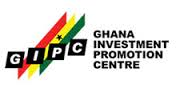 GIPC
GHANA
INVESTMENT
PROMOTION
CENTRE